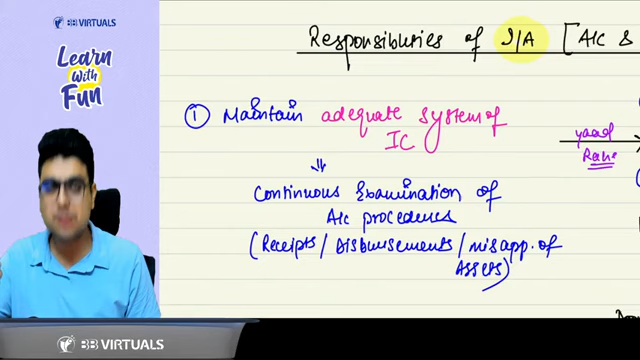 BB VIRTUALS
Learn
With
Fun
Responsiburies of I/A [A/c &
① Maintain adequate system of
IC
yaad
Rakho
⇓
Continuous Examination of
A/c procedures
(Receipts / Disbursements / misapp. of
Assets)
BB VIRTUALS